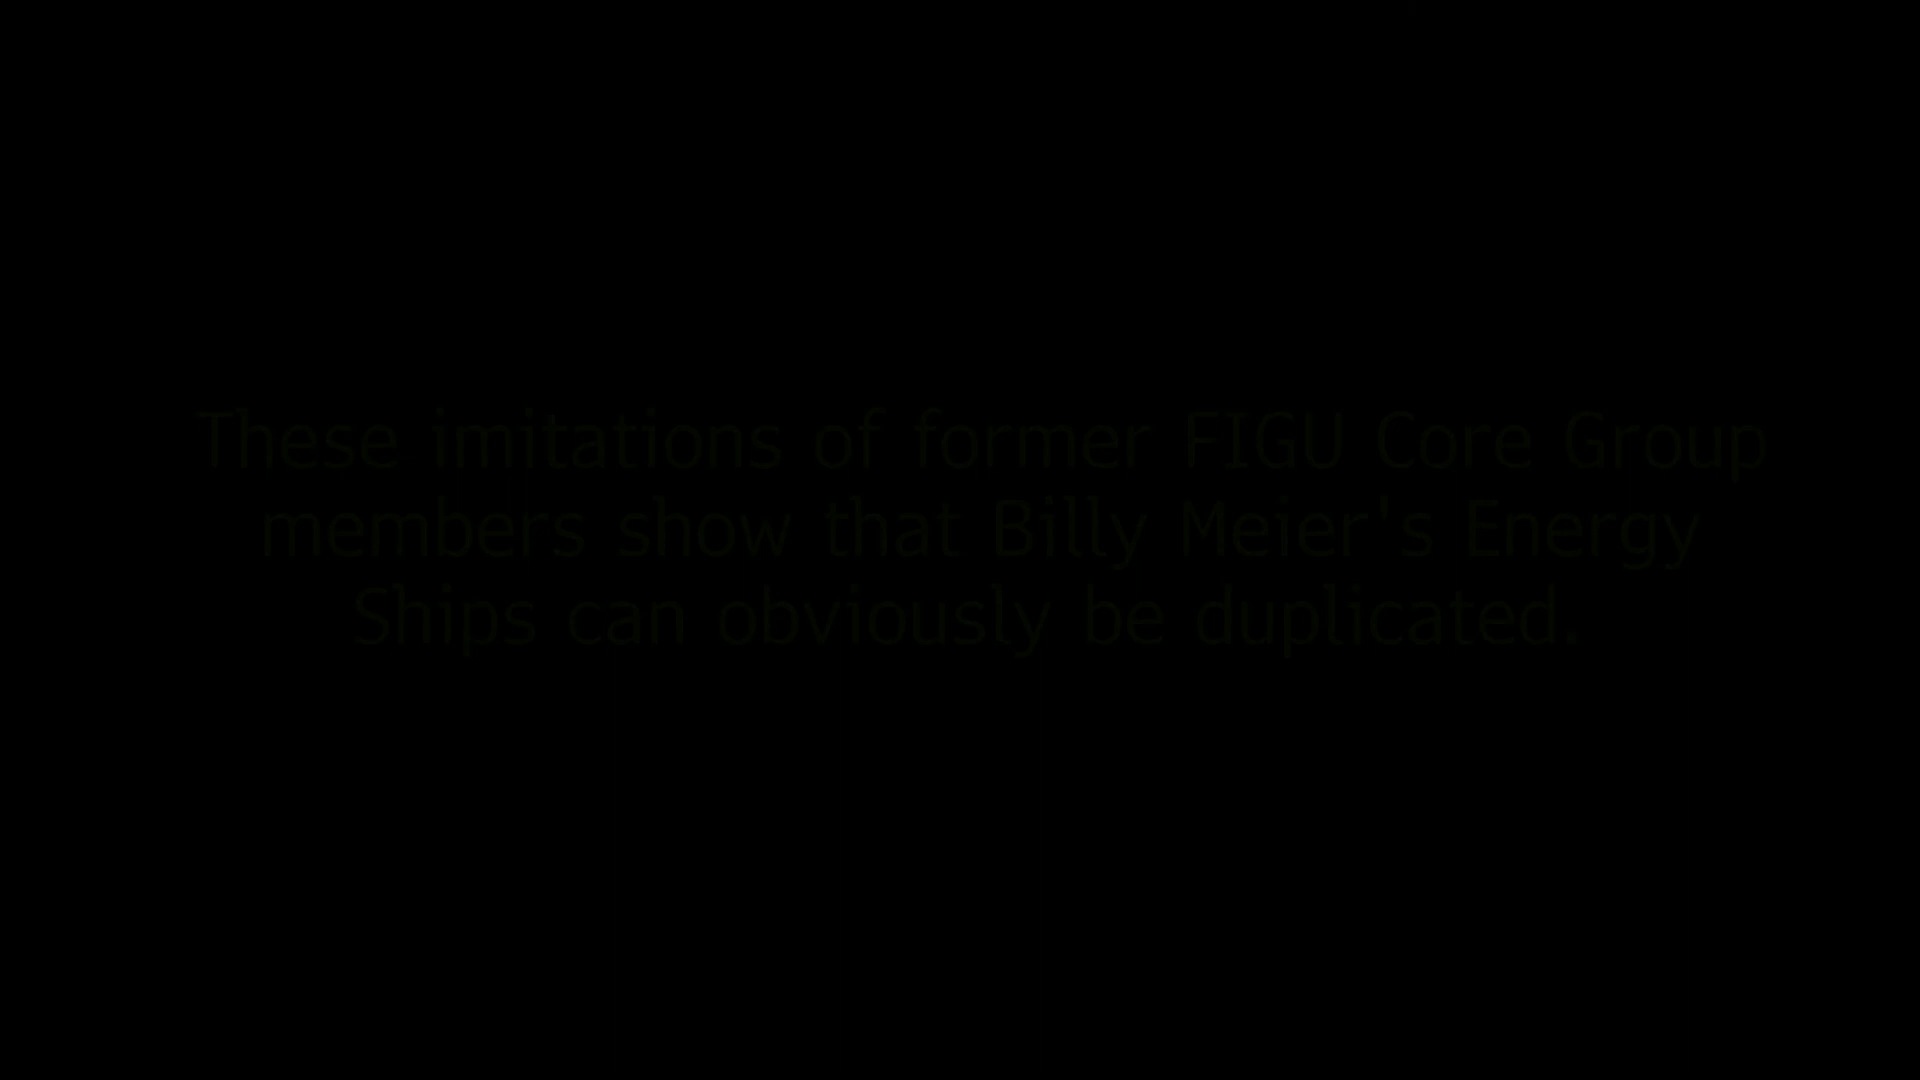 These imitations of former FIGU Core Group
members show that Billy Meier's Energy
Ships can obviously be duplicated.